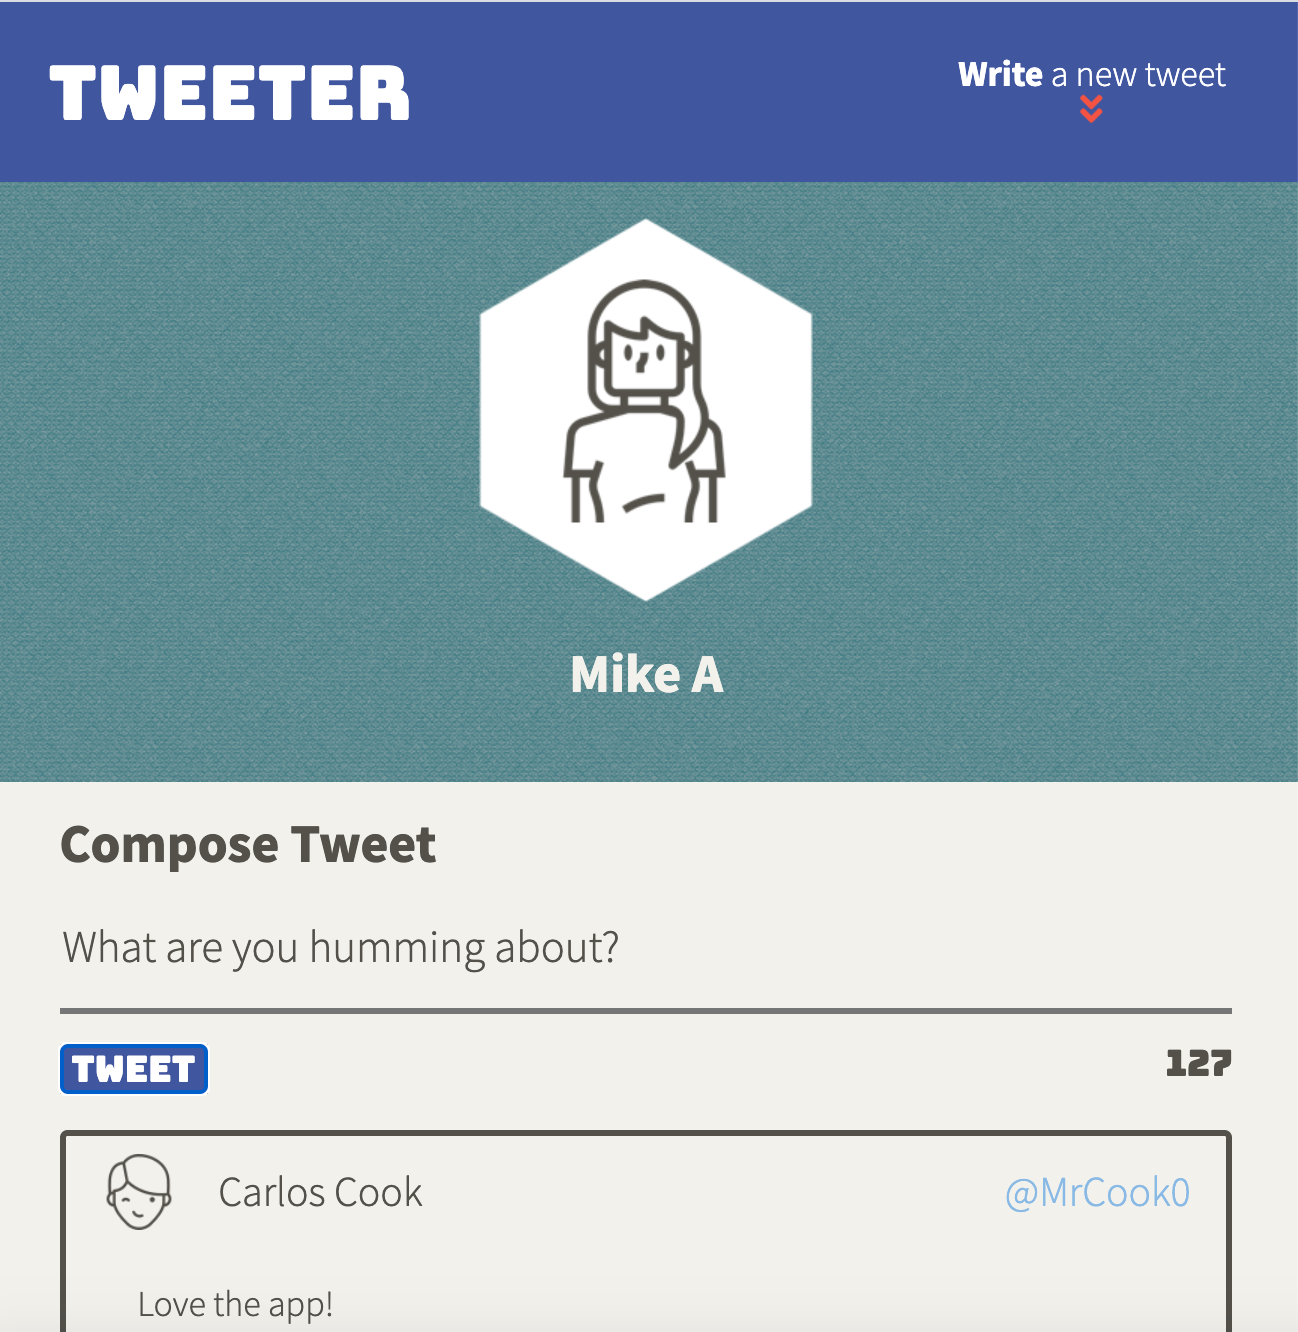 TWEETER
Write a new tweet
Mike A
Compose Tweet
What are you humming about?
TWEET
127
Carlos Cook
@MrCook0
Love the app!